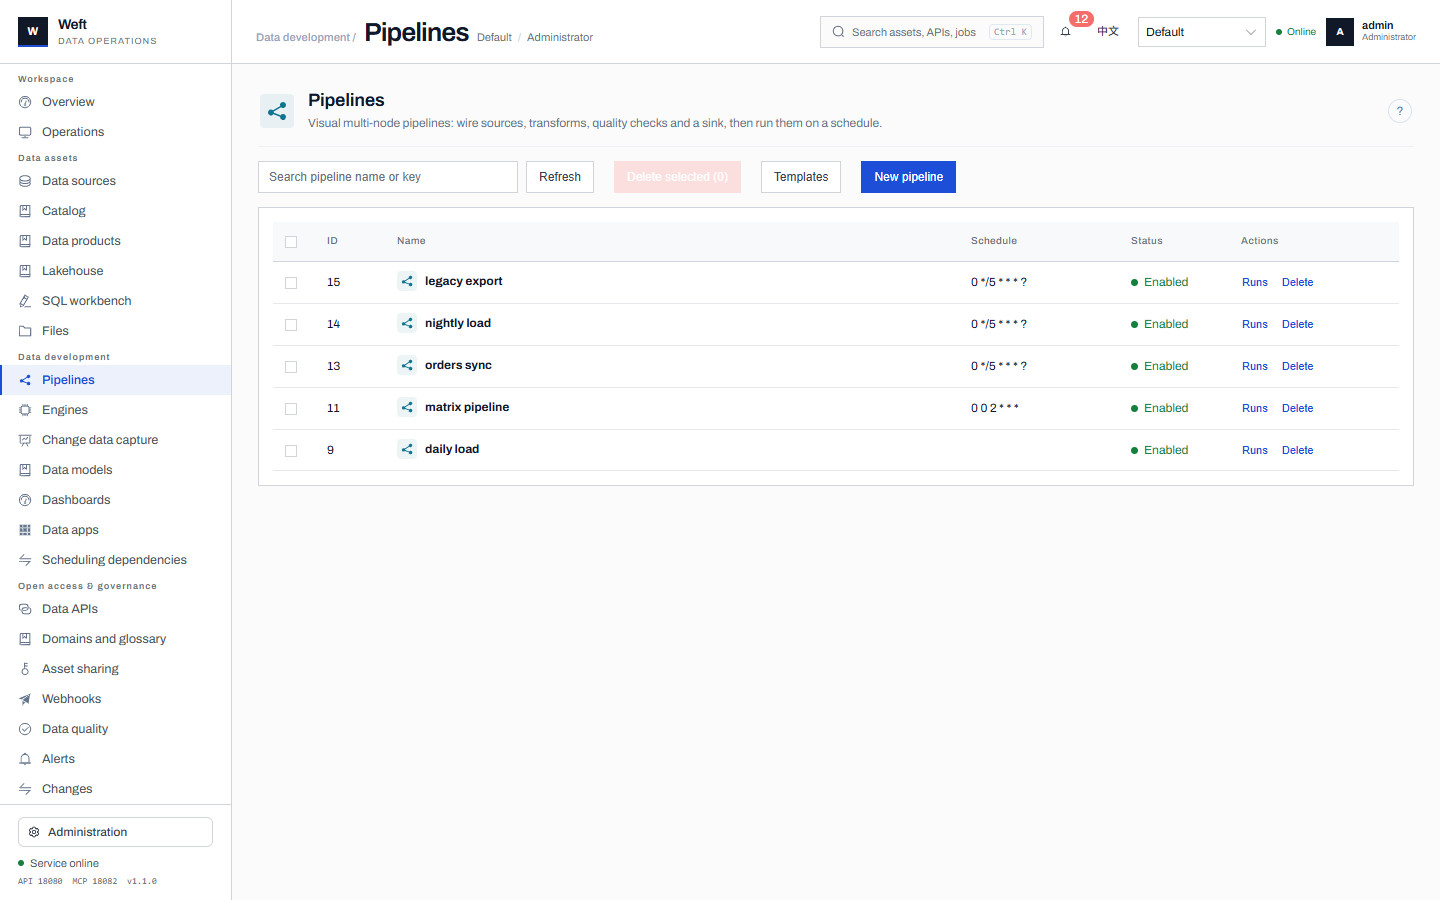 W
Weft
DATA OPERATIONS
Workspace
Overview
Operations
Data assets
Data sources
Catalog
Data products
Lakehouse
SQL workbench
Files
Data development
Pipelines
Engines
Change data capture
Data models
Dashboards
Data apps
Scheduling dependencies
Open access & governance
Data APIs
Domains and glossary
Asset sharing
Webhooks
Data quality
Alerts
Changes
Administration
Service online
API 18080 MCP 18082 v1.1.0
Data development / Pipelines Default / Administrator
Search assets, APIs, jobs Ctrl K
12
中文
Default
Online
A
admin
Administrator
Pipelines
Visual multi-node pipelines: wire sources, transforms, quality checks and a sink, then run them on a schedule.
?
Search pipeline name or key Refresh Delete selected (0) Templates New pipeline
ID Name Schedule Status Actions
15 legacy export 0 */5 * * * ? Enabled Runs Delete
14 nightly load 0 */5 * * * ? Enabled Runs Delete
13 orders sync 0 */5 * * * ? Enabled Runs Delete
11 matrix pipeline 0 0 2 * * * Enabled Runs Delete
9 daily load Enabled Runs Delete